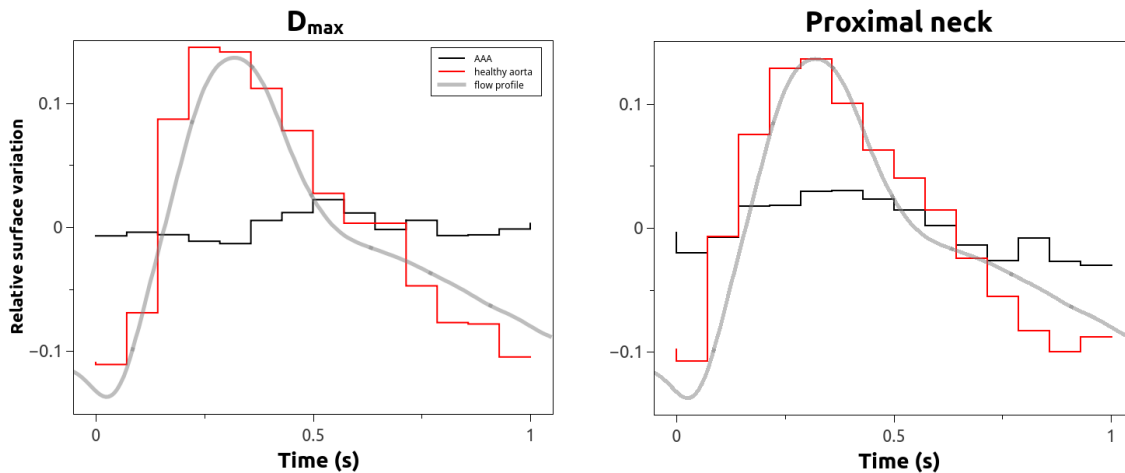 D_max
Proximal neck
AAA
healthy aorta
flow profile
Relative surface variation
0.1
0
−0.1
0
0.5
1
Time (s)
0.1
0
−0.1
0
0.5
1
Time (s)